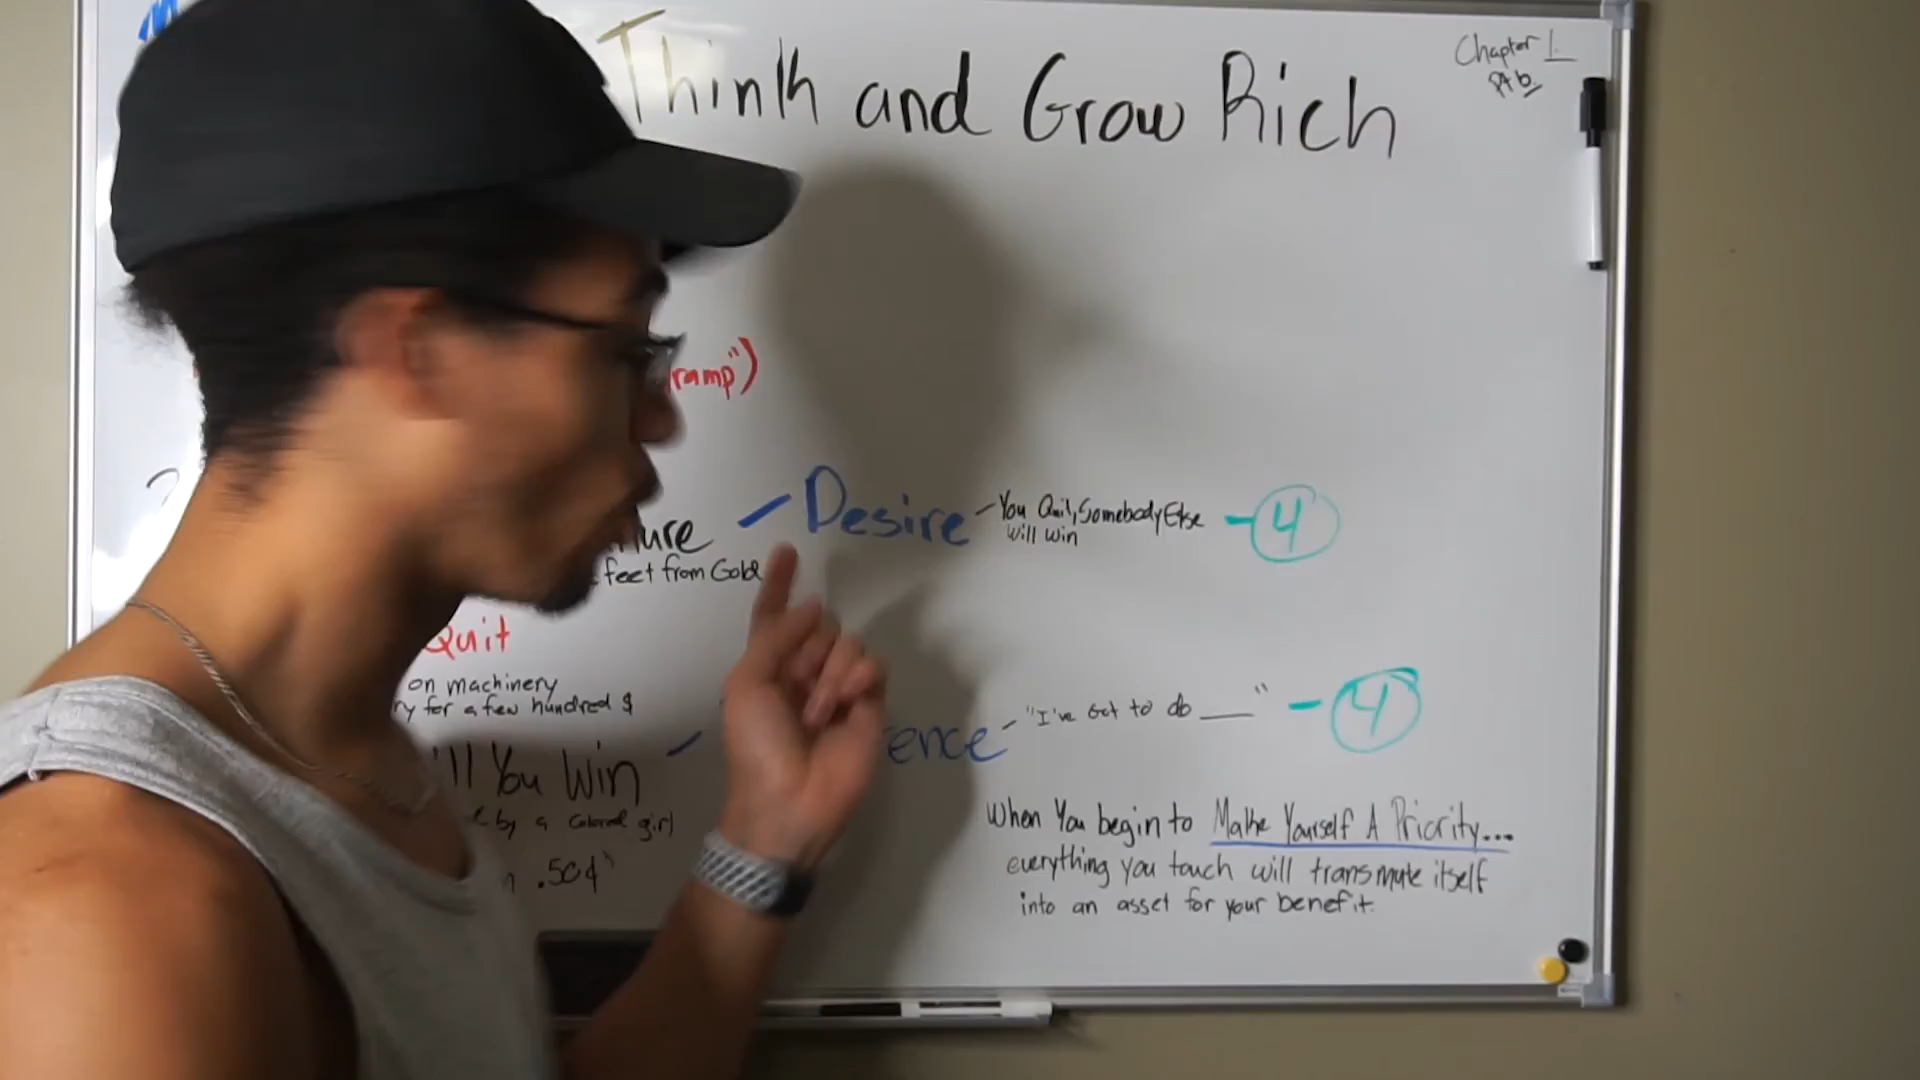 Think and Grow Rich
Chapter 1.
Pt b.
ramp")
lure - Desire - You Quit, Somebody Else - 4
Will Win
feet from Gold
Quit
on machinery
ry for a few hundred $
'll You Win - ence - "I've Got to do ___" - 4
by a colored girl
.50¢"
When You begin to Make Yourself A Priority...
everything you touch will transmute itself
into an asset for your benefit.